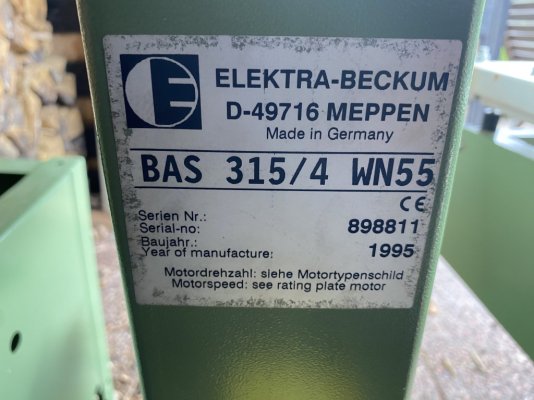 E
ELEKTRA-BECKUM
D-49716 MEPPEN
Made in Germany
BAS 315/4 WN55
CE
Serien Nr.:
Serial-no: 898811
Baujahr.:
Year of manufacture: 1995
Motordrehzahl: siehe Motortypenschild
Motorspeed: see rating plate motor